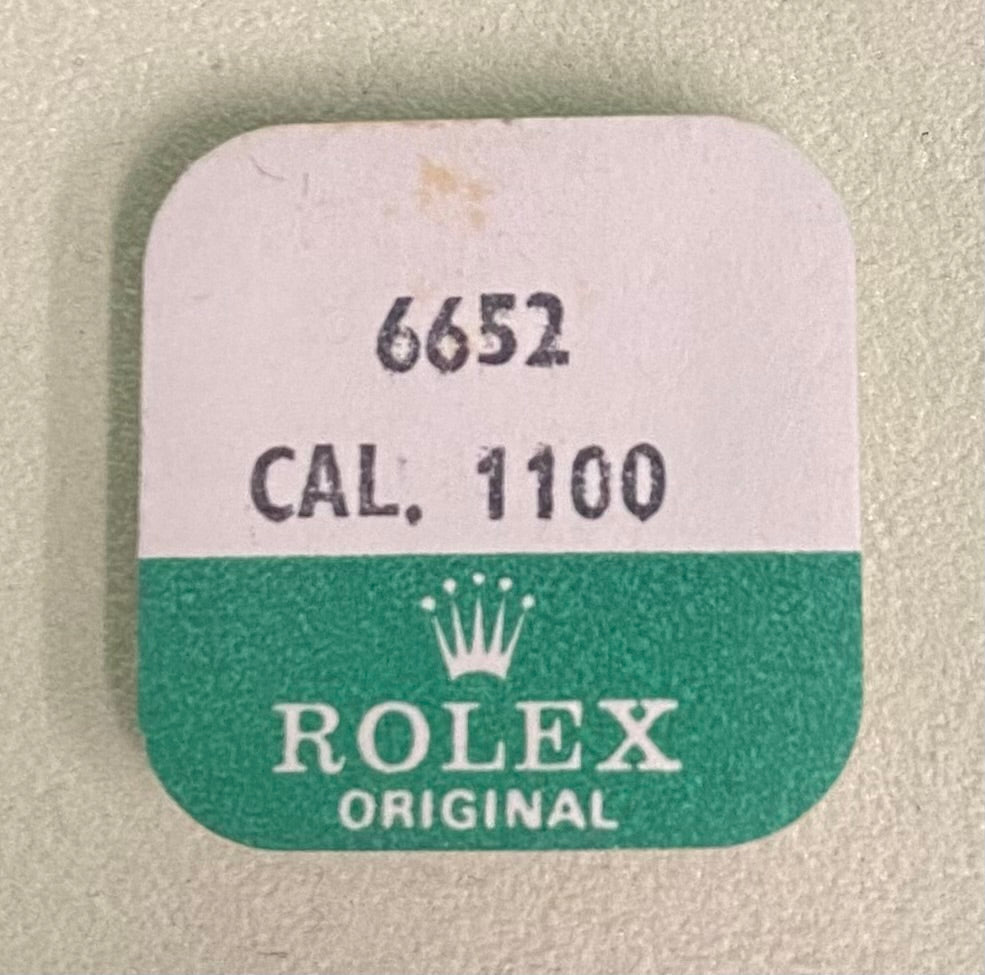 6652
CAL. 1100
ROLEX
ORIGINAL